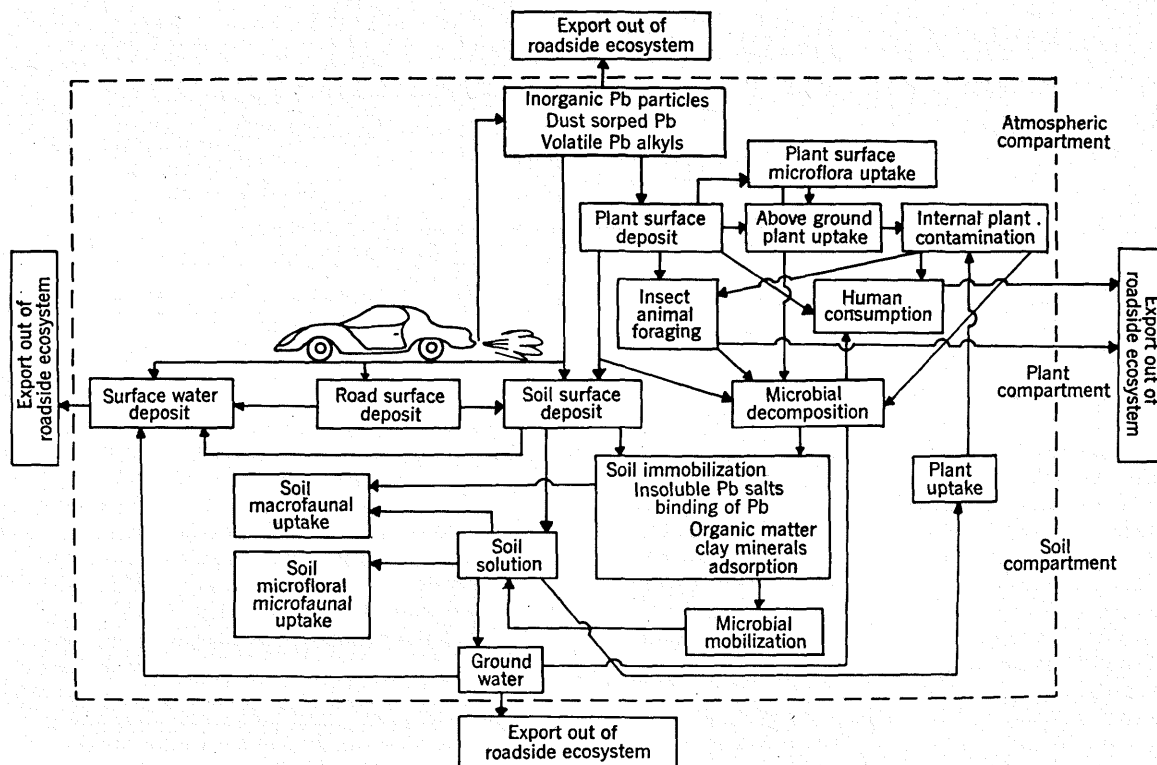 Export out of
roadside ecosystem
Inorganic Pb particles
Dust sorped Pb
Volatile Pb alkyls
Atmospheric
compartment
Plant surface
microflora uptake
Plant surface
deposit
Above ground
plant uptake
Internal plant .
contamination
Insect
animal
foraging
Human
consumption
Export out of
roadside ecosystem
Export out of
roadside ecosystem
Plant
compartment
Surface water
deposit
Road surface
deposit
Soil surface
deposit
Microbial
decomposition
Soil immobilization
Insoluble Pb salts
binding of Pb
Organic matter
clay minerals
adsorption
Plant
uptake
Soil
macrofaunal
uptake
Soil
solution
Soil
compartment
Soil
microfloral
microfaunal
uptake
Microbial
mobilization
Ground
water
Export out of
roadside ecosystem